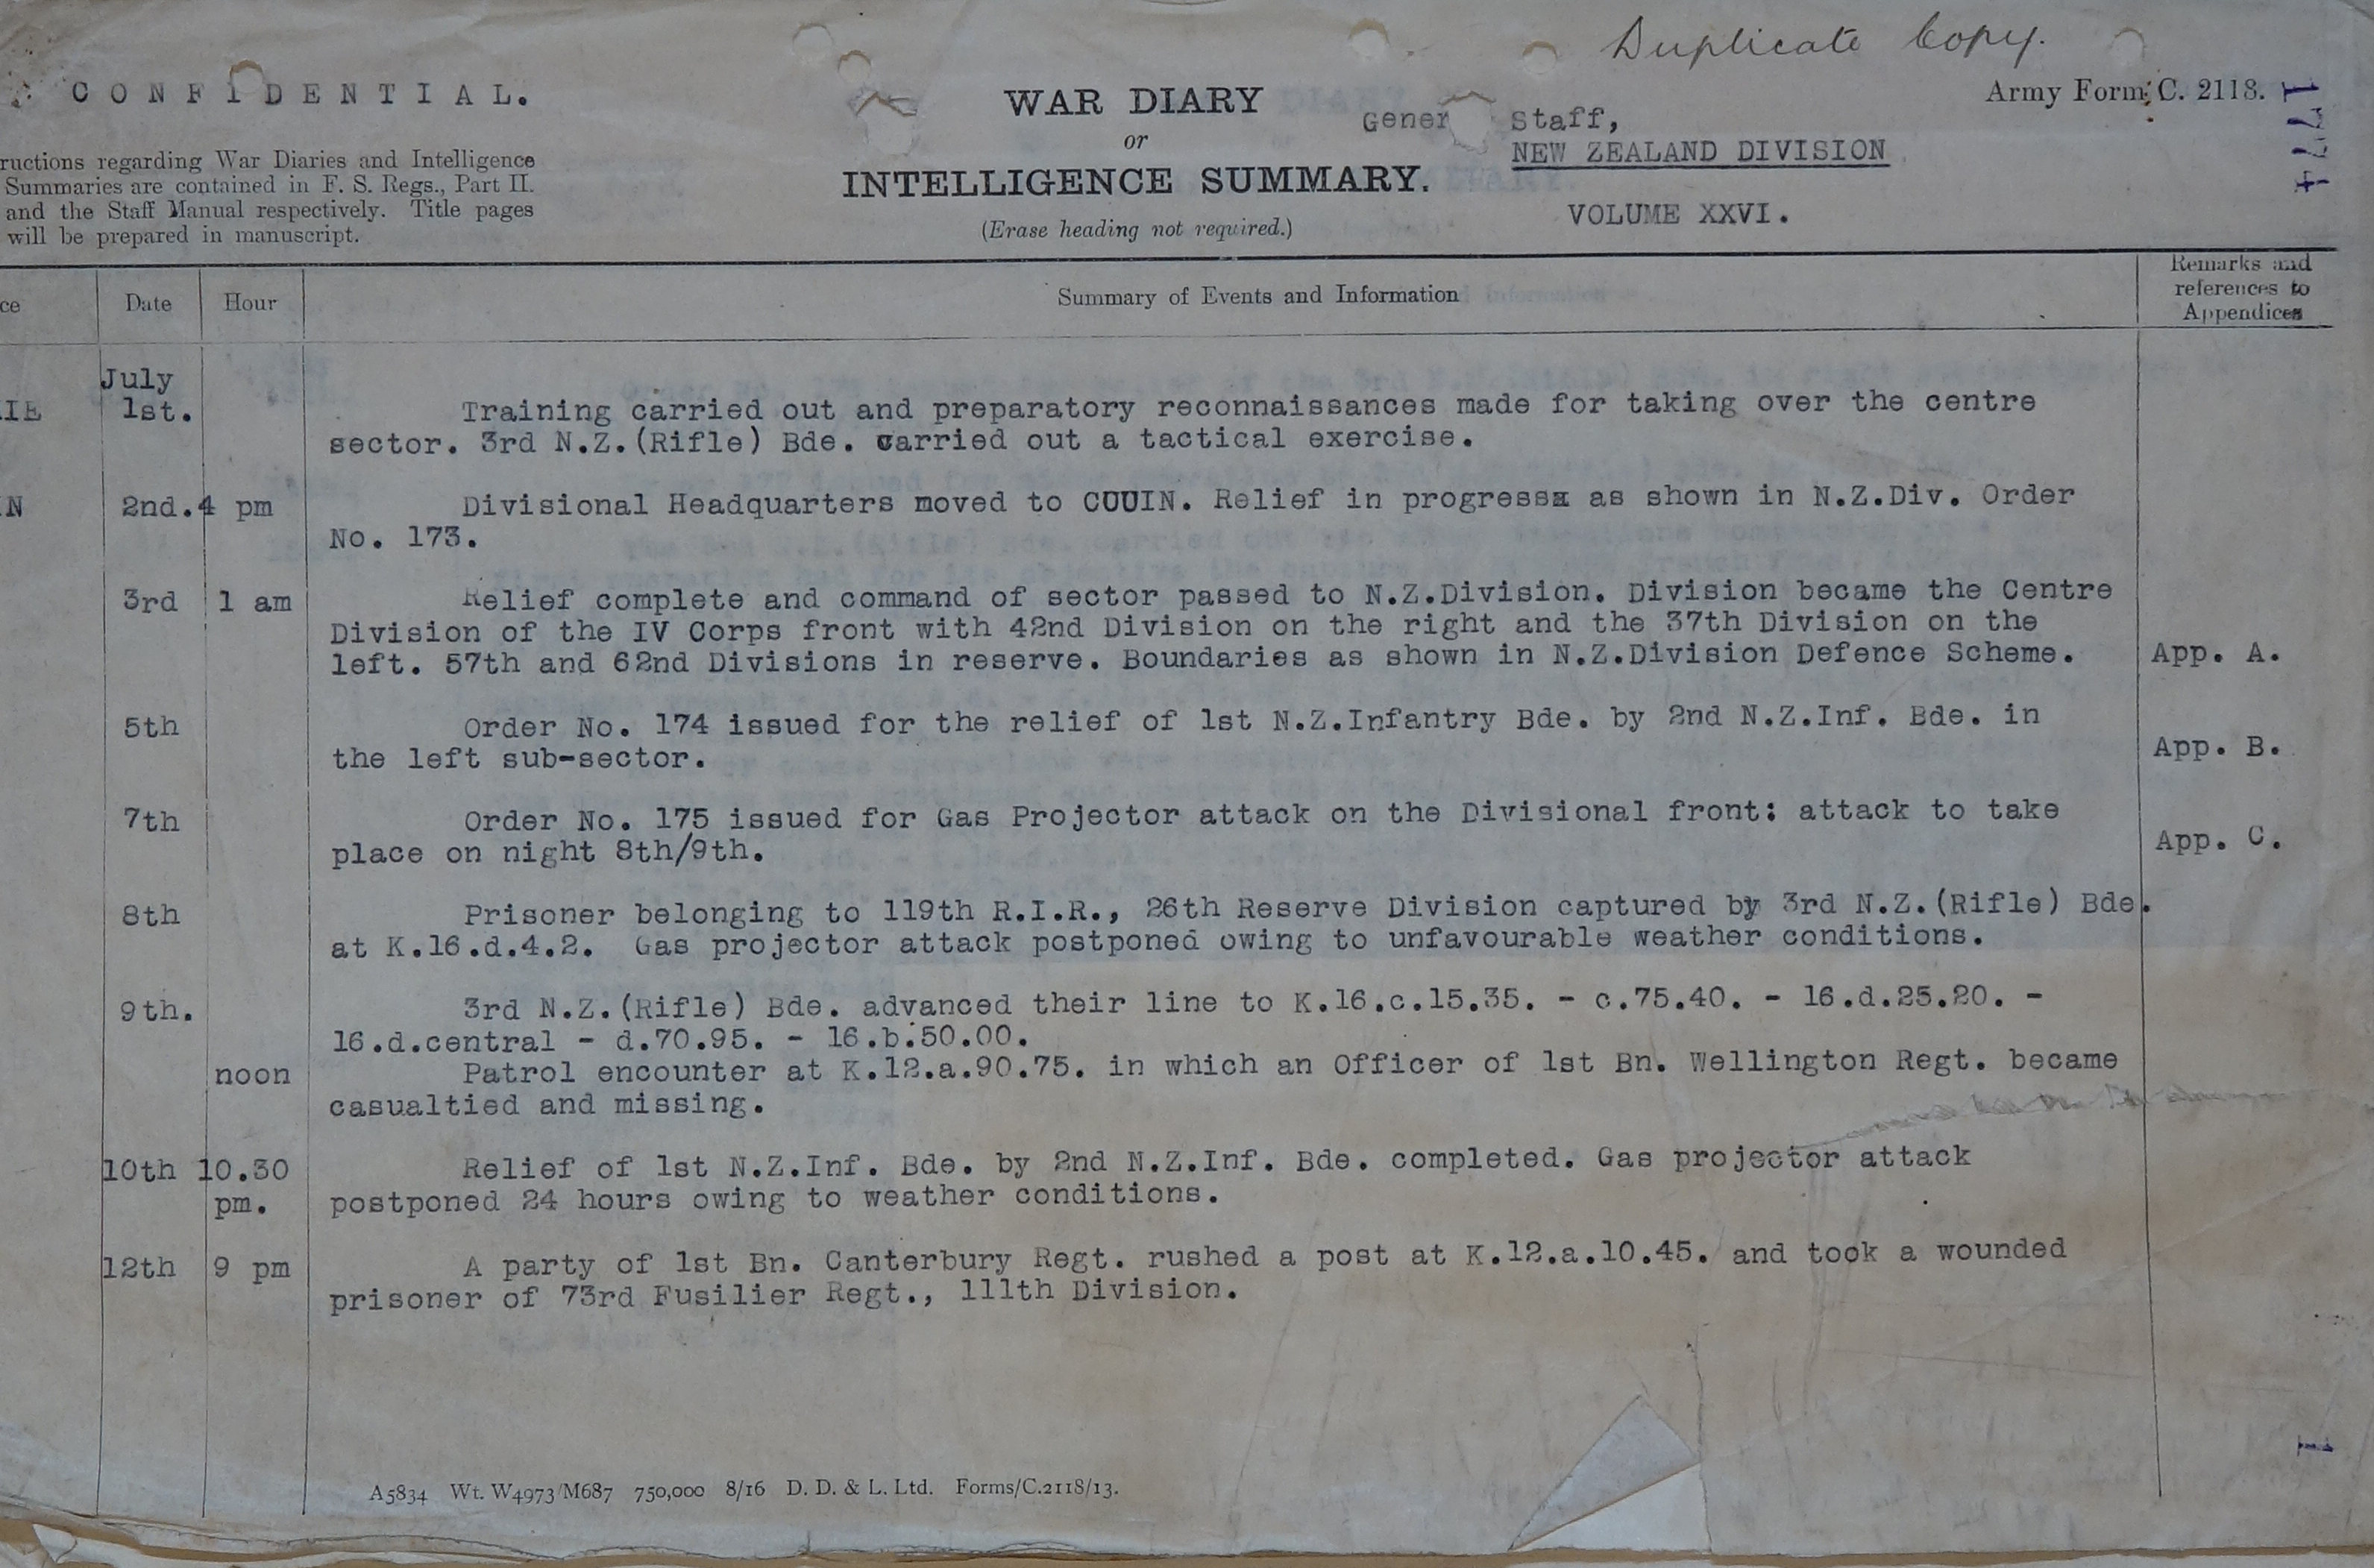 Duplicate Copy.
CONFIDENTIAL.
WAR DIARY
or
INTELLIGENCE SUMMARY.
(Erase heading not required.)
Gener Staff,
NEW ZEALAND DIVISION
VOLUME XXVI.
Army Form C. 2118.
ructions regarding War Diaries and Intelligence
Summaries are contained in F. S. Regs., Part II.
and the Staff Manual respectively. Title pages
will be prepared in manuscript.
ce Date Hour Summary of Events and Information Remarks and
references to
Appendices
July
IE 1st. Training carried out and preparatory reconnaissances made for taking over the centre
sector. 3rd N.Z.(Rifle) Bde. carried out a tactical exercise.
IN 2nd. 4 pm Divisional Headquarters moved to COUIN. Relief in progressx as shown in N.Z.Div. Order
No. 173.
3rd 1 am Relief complete and command of sector passed to N.Z.Division. Division became the Centre
Division of the IV Corps front with 42nd Division on the right and the 37th Division on the
left. 57th and 62nd Divisions in reserve. Boundaries as shown in N.Z.Division Defence Scheme. App. A.
5th Order No. 174 issued for the relief of 1st N.Z.Infantry Bde. by 2nd N.Z.Inf. Bde. in
the left sub-sector. App. B.
7th Order No. 175 issued for Gas Projector attack on the Divisional front: attack to take
place on night 8th/9th. App. C.
8th Prisoner belonging to 119th R.I.R., 26th Reserve Division captured by 3rd N.Z.(Rifle) Bde.
at K.16.d.4.2. Gas projector attack postponed owing to unfavourable weather conditions.
9th. 3rd N.Z.(Rifle) Bde. advanced their line to K.16.c.15.35. - c.75.40. - 16.d.25.20. -
16.d.central - d.70.95. - 16.b.50.00.
noon Patrol encounter at K.12.a.90.75. in which an Officer of 1st Bn. Wellington Regt. became
casualtied and missing.
10th 10.30 Relief of 1st N.Z.Inf. Bde. by 2nd N.Z.Inf. Bde. completed. Gas projector attack
pm. postponed 24 hours owing to weather conditions.
12th 9 pm A party of 1st Bn. Canterbury Regt. rushed a post at K.12.a.10.45. and took a wounded
prisoner of 73rd Fusilier Regt., 111th Division.
A5834 Wt. W4973/M687 750,000 8/16 D. D. & L. Ltd. Forms/C.2118/13.